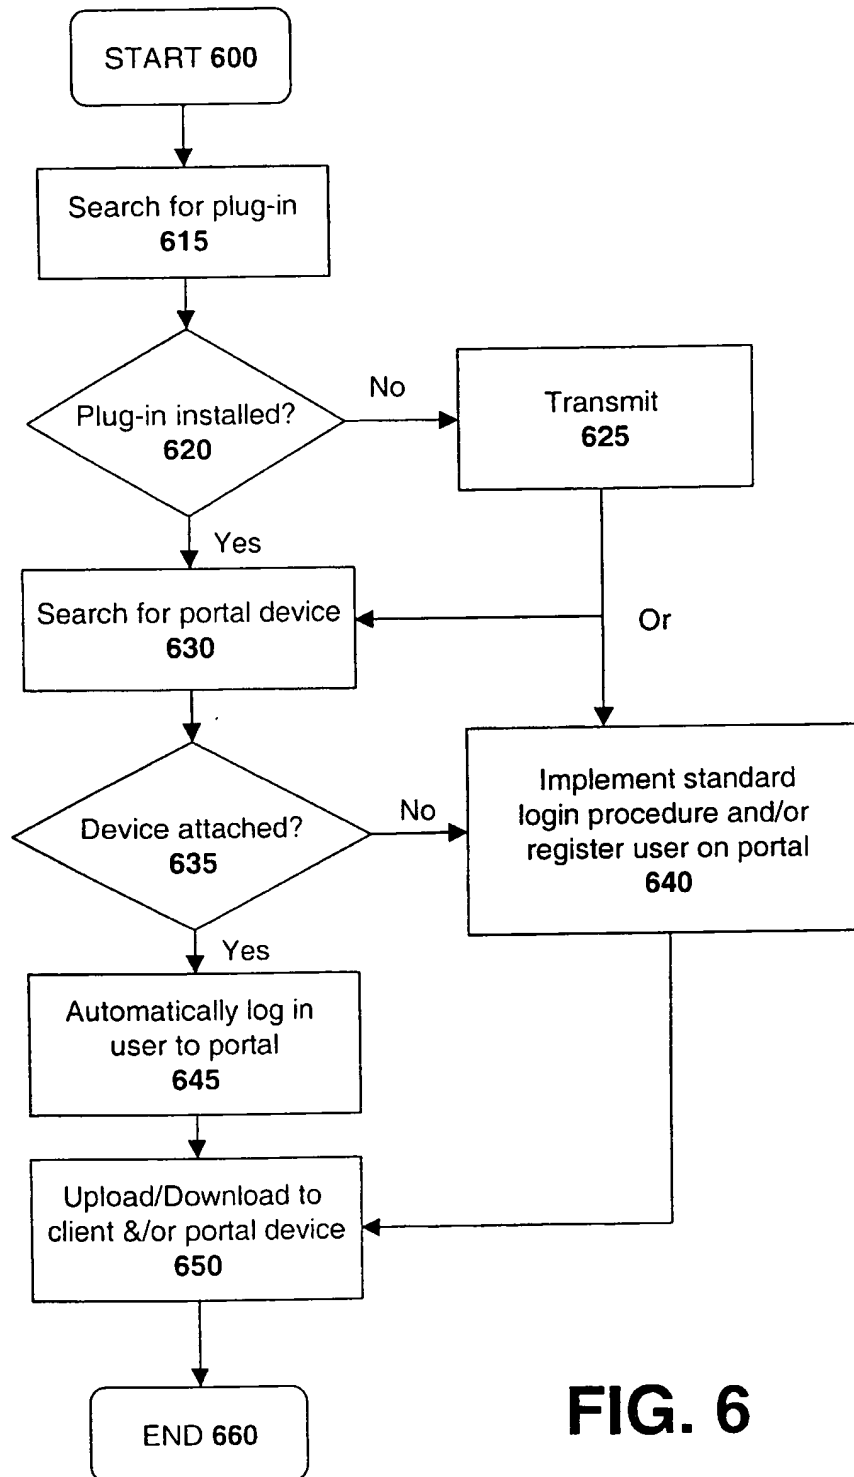 START 600
Search for plug-in
615
Plug-in installed?
620
No
Transmit
625
Yes
Search for portal device
630
Or
Device attached?
635
No
Implement standard
login procedure and/or
register user on portal
640
Yes
Automatically log in
user to portal
645
Upload/Download to
client &/or portal device
650
END 660
FIG. 6